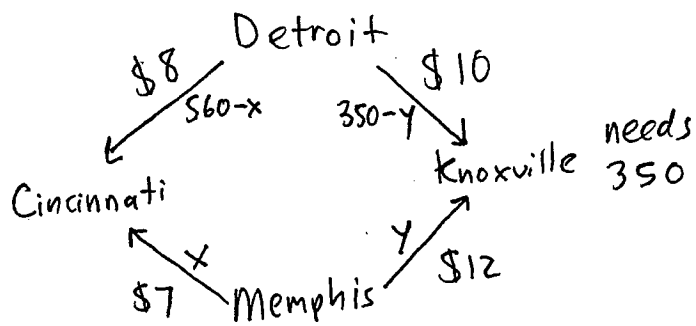 Detroit
$8
$10
560-x
350-y
needs
Knoxville
350
Cincinnati
x
y
$7
$12
Memphis